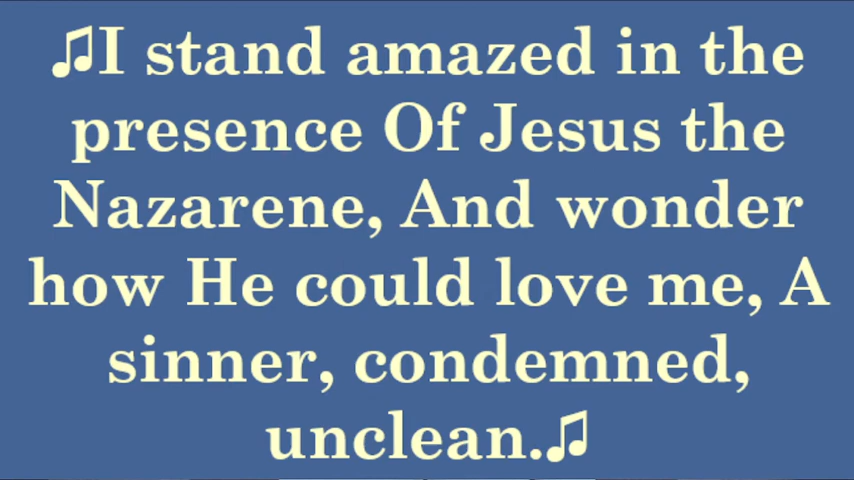 ♫I stand amazed in the
presence Of Jesus the
Nazarene, And wonder
how He could love me, A
sinner, condemned,
unclean.♫